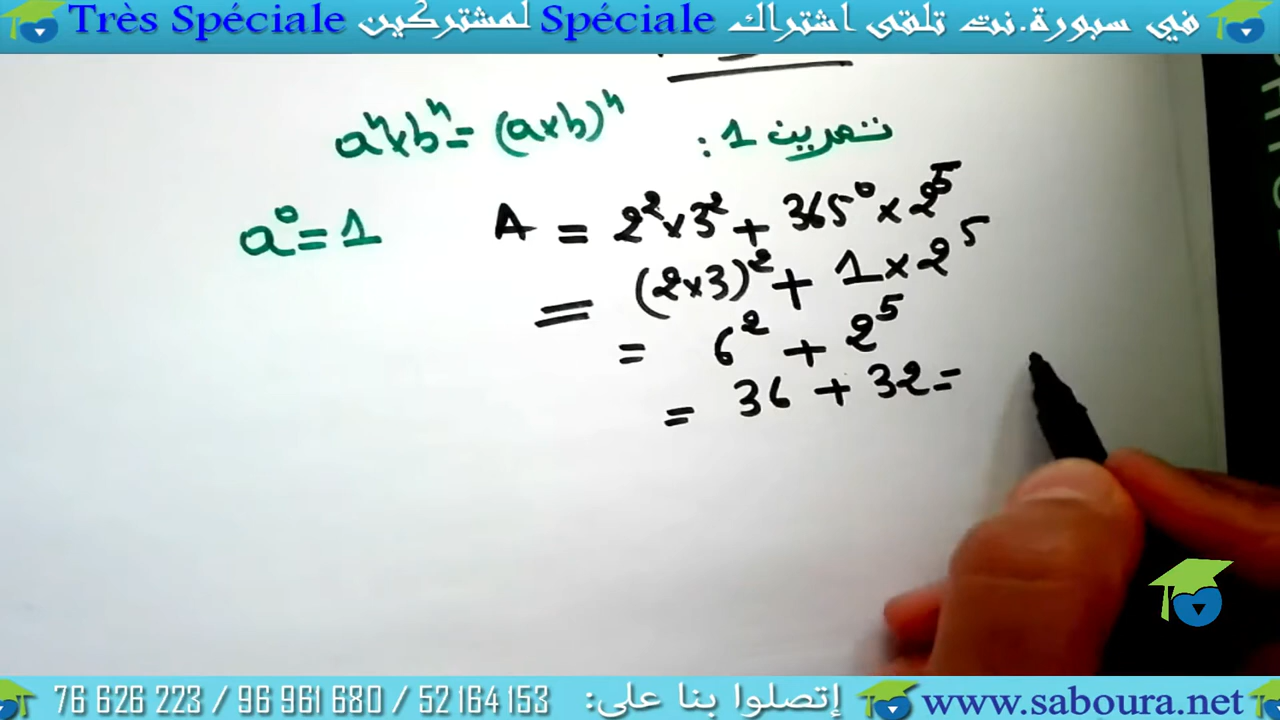 في سبورة.نت تلقى اشتراك Spéciale لمشتركين Très Spéciale
aⁿ×bⁿ= (a×b)ⁿ
تمرين 1 :
a⁰=1
A = 2²×3² + 365⁰×2⁵
= (2×3)² + 1×2⁵
= 6² + 2⁵
= 36 + 32=
76 626 223 / 96 961 680 / 52 164 153 إتصلوا بنا على:
www.saboura.net